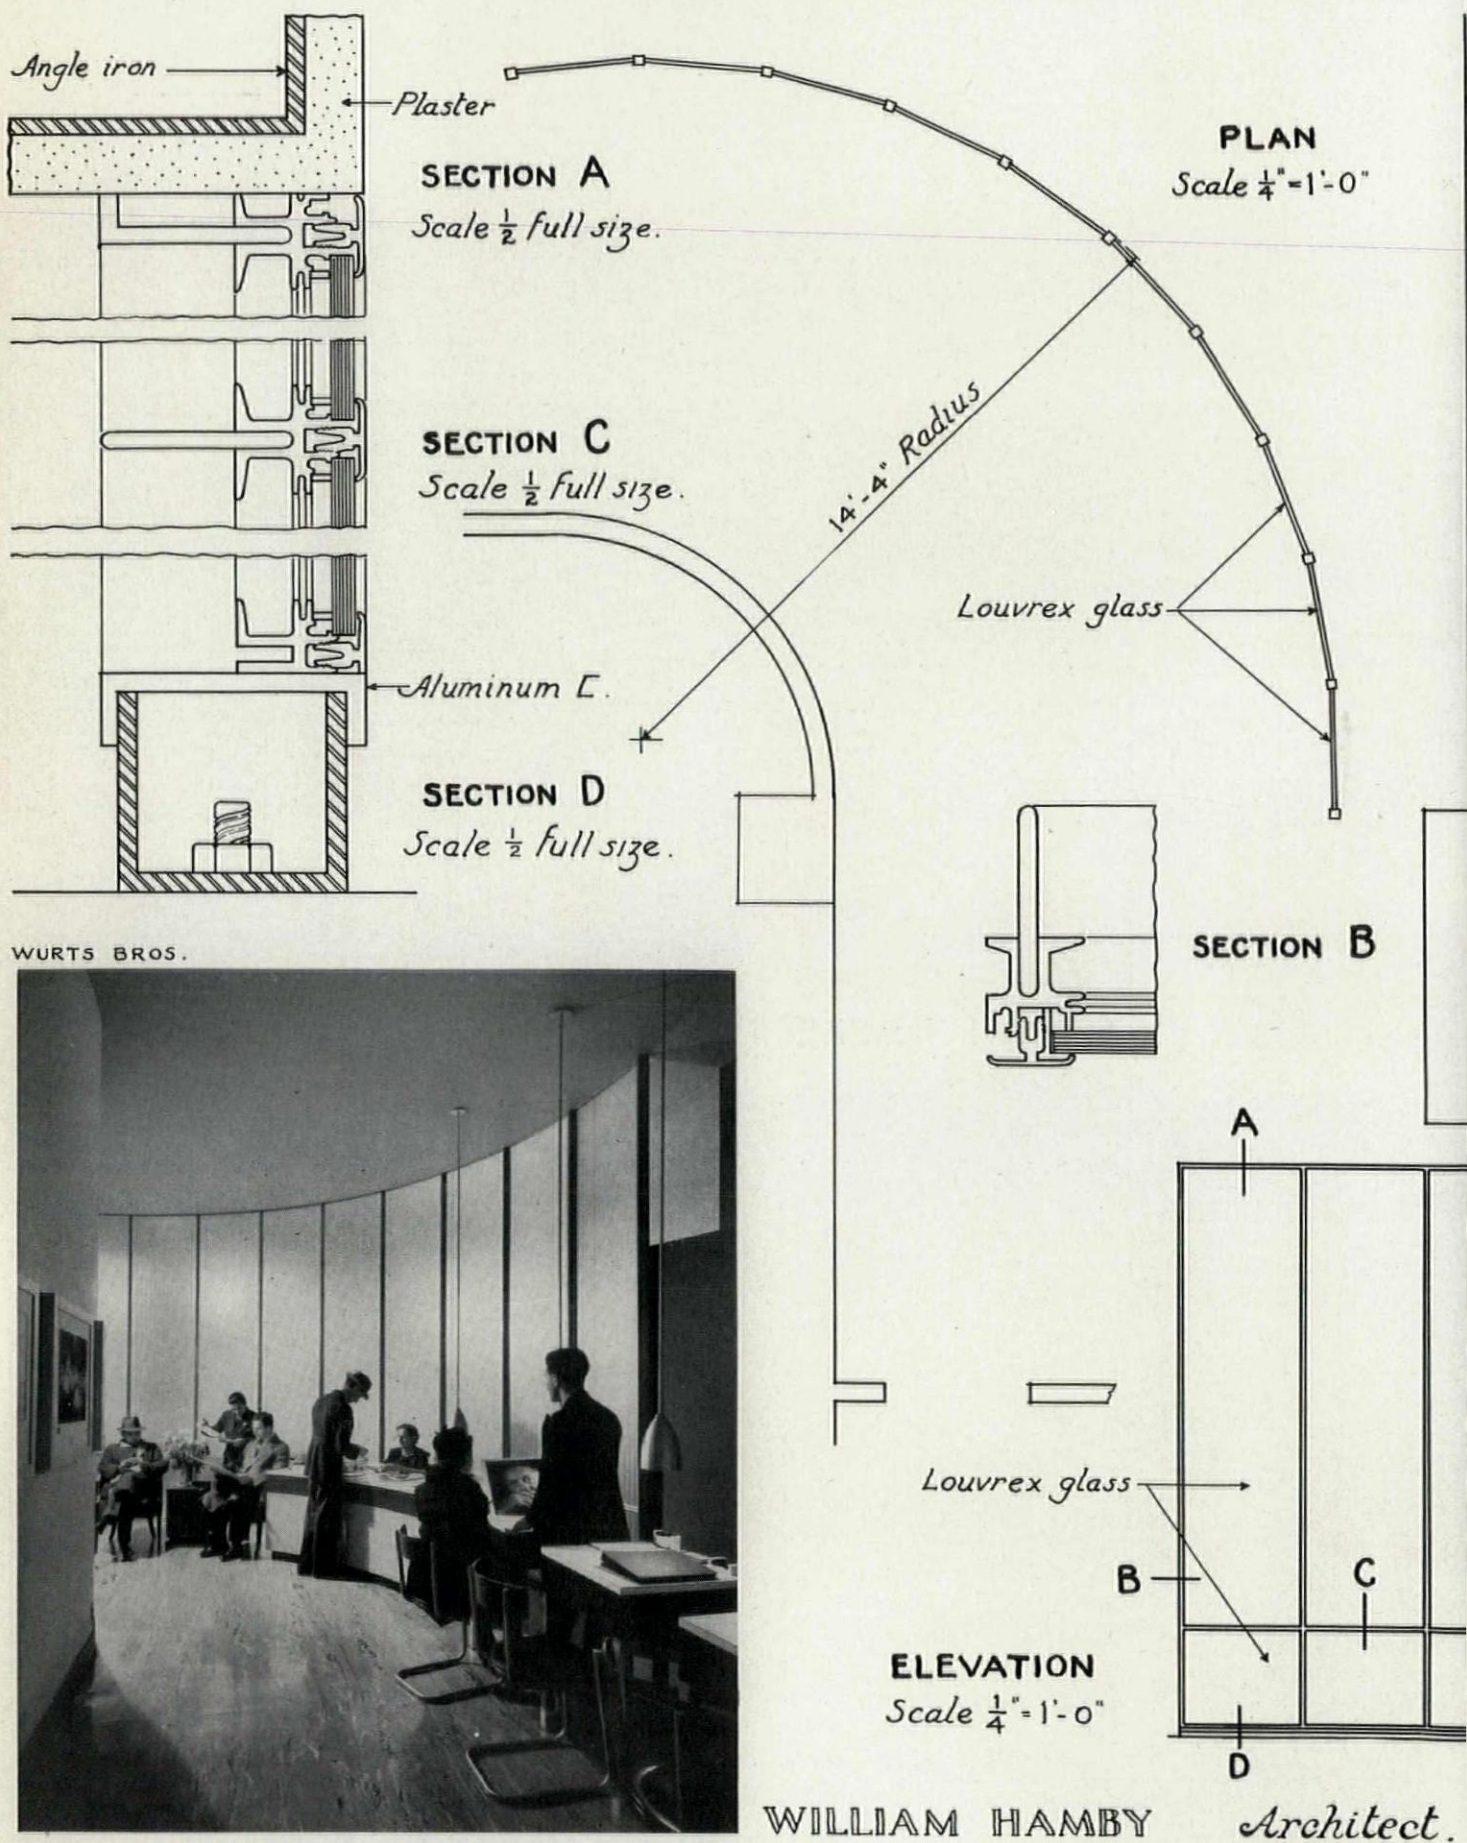 Angle iron
Plaster
SECTION A
Scale ½ full size.
PLAN
Scale ¼" = 1'-0"
SECTION C
Scale ½ full size.
14'-4" Radius
Louvrex glass
Aluminum [.
SECTION D
Scale ½ full size.
SECTION B
WURTS BROS.
A
Louvrex glass
B
C
ELEVATION
Scale ¼" = 1'-0"
D
WILLIAM HAMBY Architect.